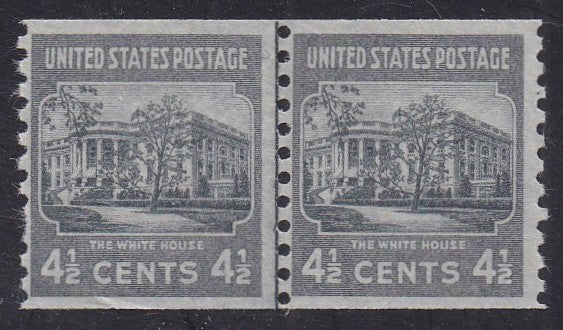 UNITED STATES POSTAGE
THE WHITE HOUSE
4½ CENTS 4½
UNITED STATES POSTAGE
THE WHITE HOUSE
4½ CENTS 4½